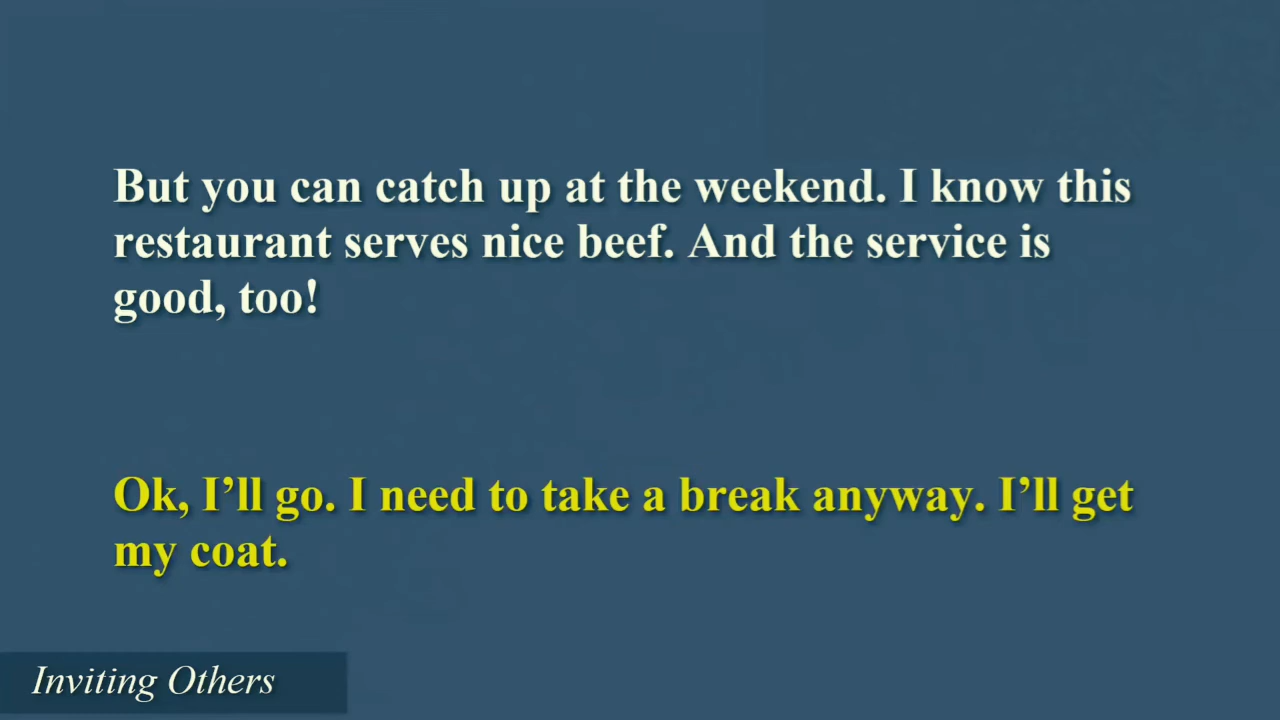 But you can catch up at the weekend. I know this
restaurant serves nice beef. And the service is
good, too!
Ok, I’ll go. I need to take a break anyway. I’ll get
my coat.
Inviting Others